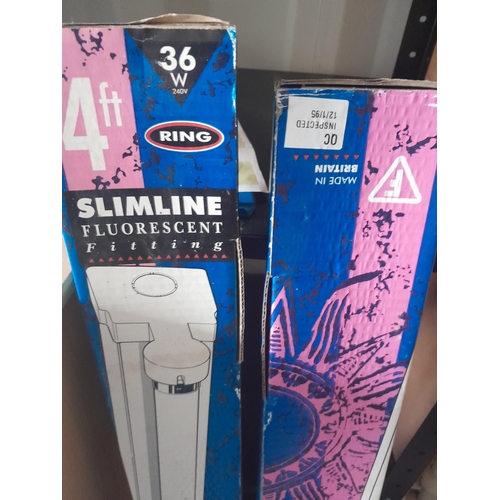 4ft
36
W
240V
RING
SLIMLINE
FLUORESCENT
Fitting
QC
INSPECTED
12/1/95
MADE IN
BRITAIN
F